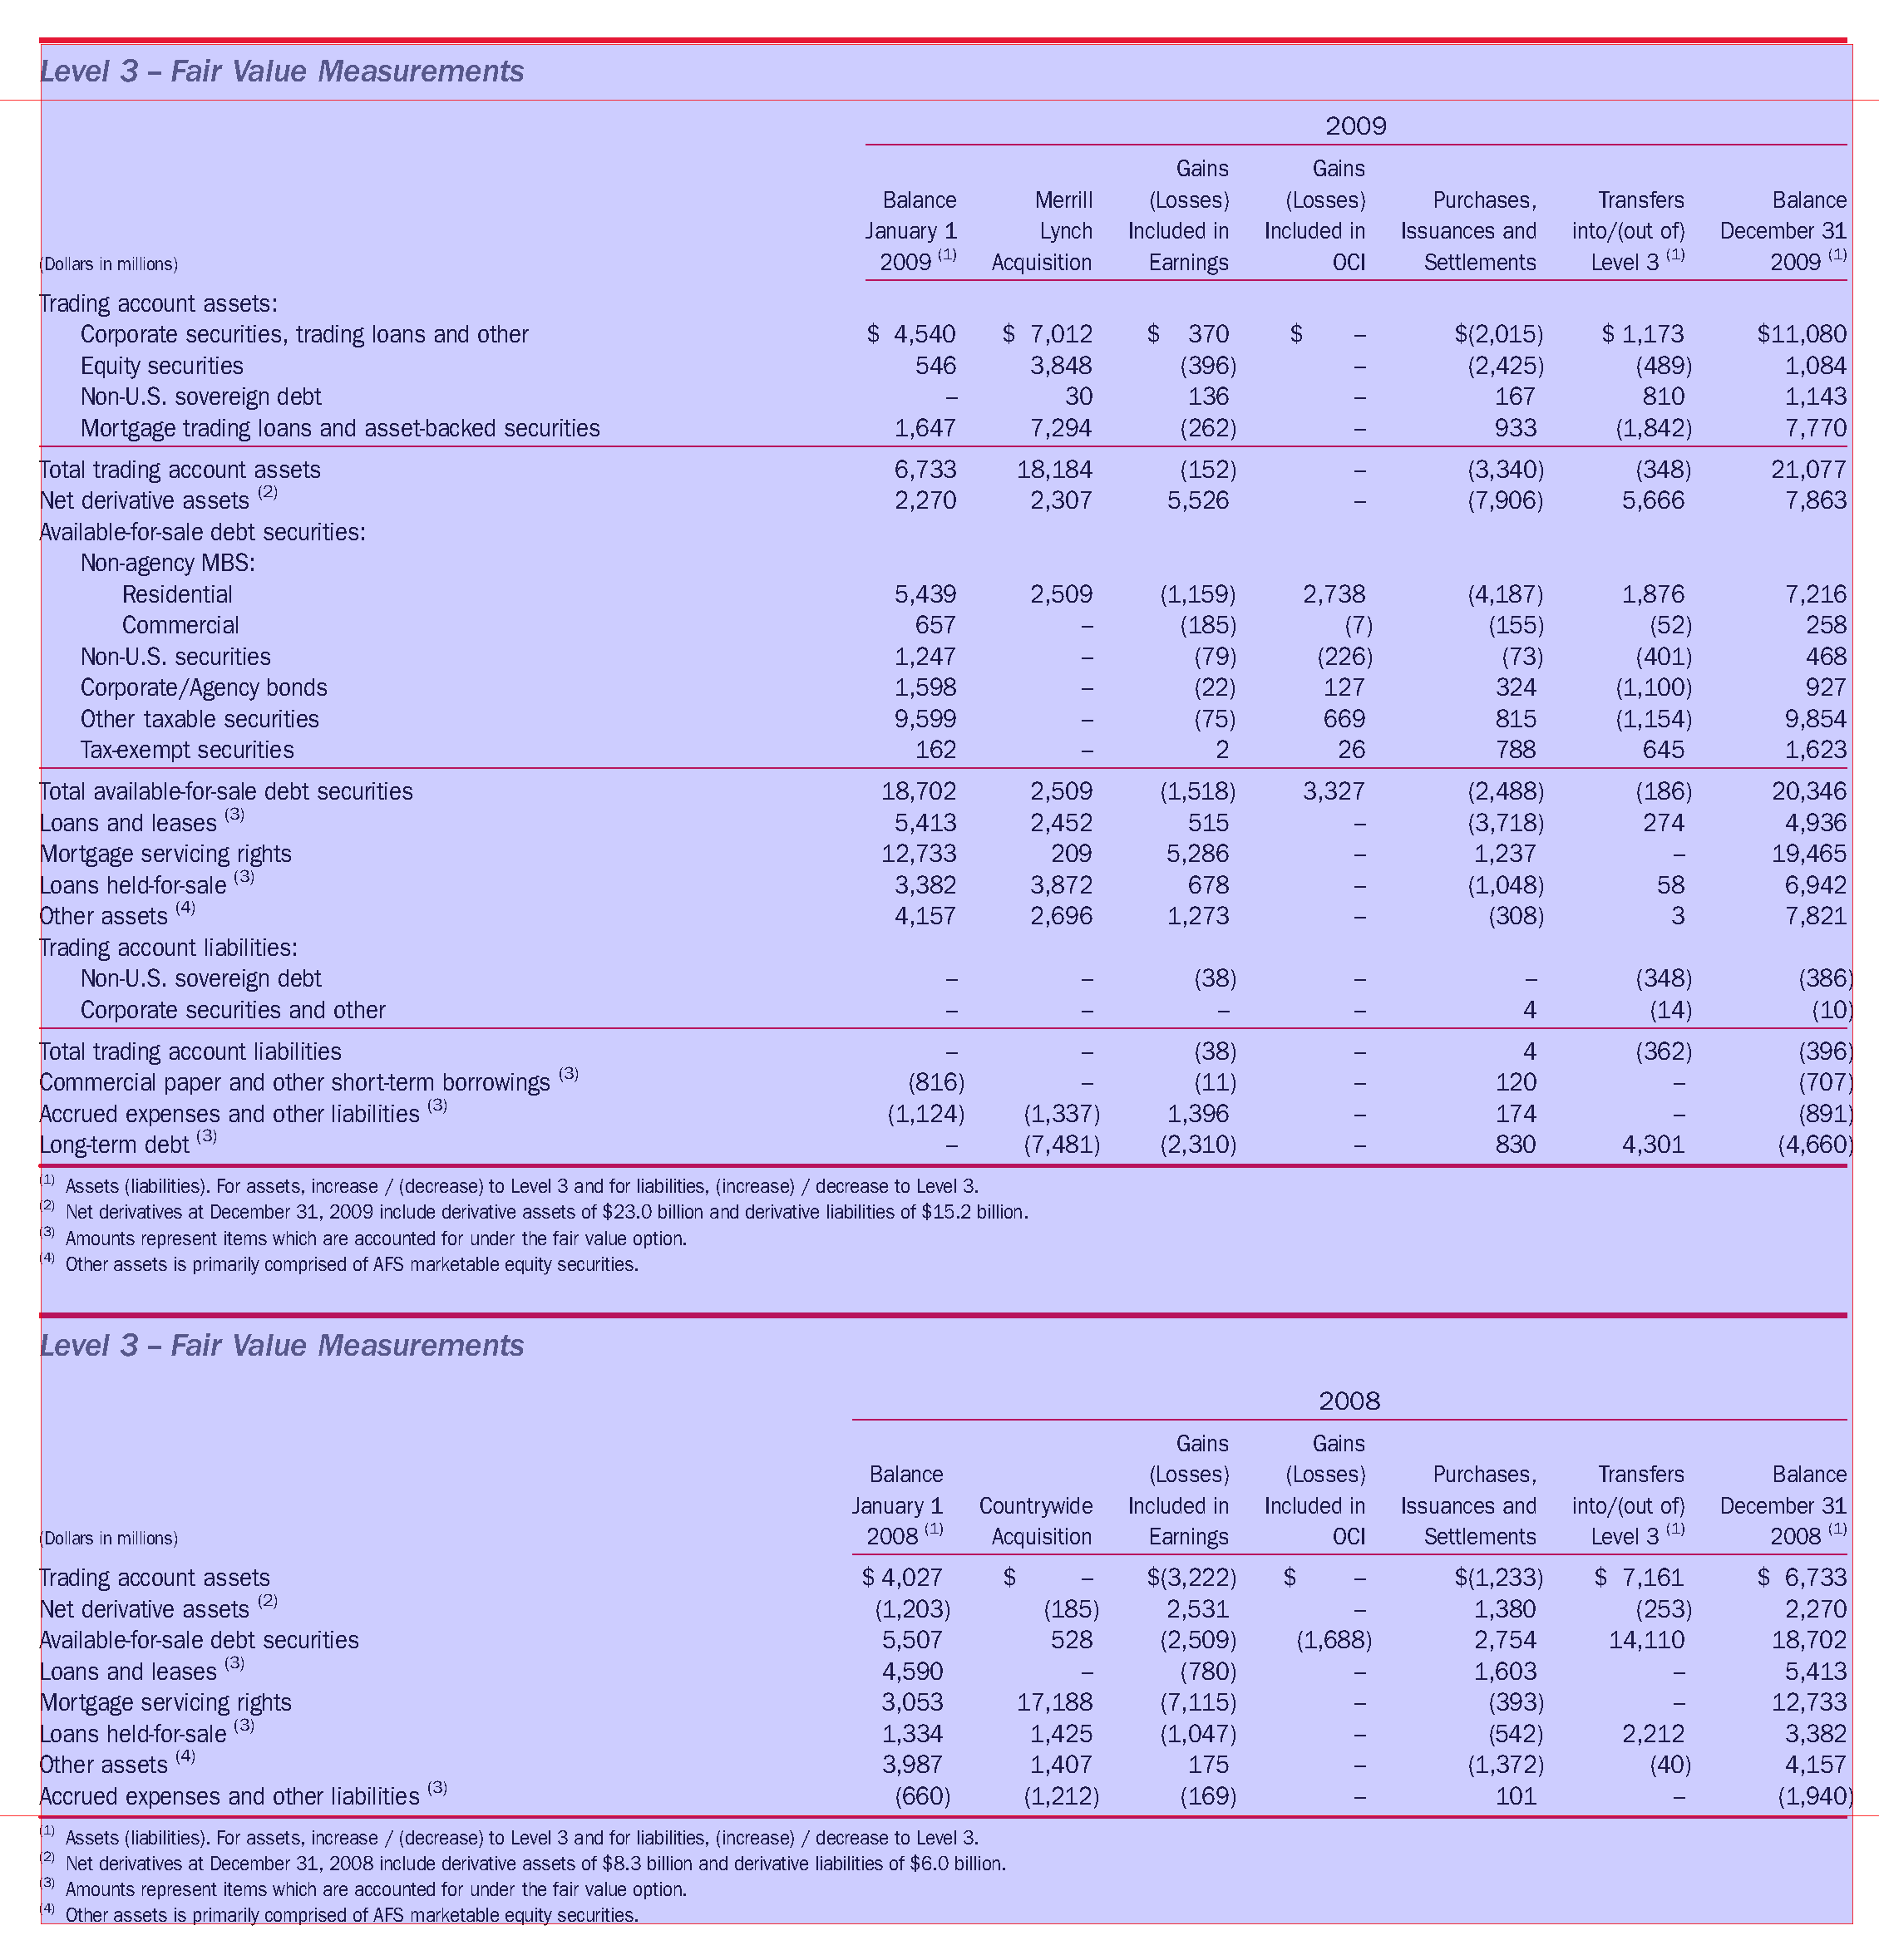 Level 3 – Fair Value Measurements
2009
Gains Gains
Balance Merrill (Losses) (Losses) Purchases, Transfers Balance
January 1 Lynch Included in Included in Issuances and into/(out of) December 31
(Dollars in millions) 2009 (1) Acquisition Earnings OCI Settlements Level 3 (1) 2009 (1)
Trading account assets:
Corporate securities, trading loans and other $ 4,540 $ 7,012 $ 370 $ – $(2,015) $ 1,173 $11,080
Equity securities 546 3,848 (396) – (2,425) (489) 1,084
Non-U.S. sovereign debt – 30 136 – 167 810 1,143
Mortgage trading loans and asset-backed securities 1,647 7,294 (262) – 933 (1,842) 7,770
Total trading account assets 6,733 18,184 (152) – (3,340) (348) 21,077
Net derivative assets (2) 2,270 2,307 5,526 – (7,906) 5,666 7,863
Available-for-sale debt securities:
Non-agency MBS:
Residential 5,439 2,509 (1,159) 2,738 (4,187) 1,876 7,216
Commercial 657 – (185) (7) (155) (52) 258
Non-U.S. securities 1,247 – (79) (226) (73) (401) 468
Corporate/Agency bonds 1,598 – (22) 127 324 (1,100) 927
Other taxable securities 9,599 – (75) 669 815 (1,154) 9,854
Tax-exempt securities 162 – 2 26 788 645 1,623
Total available-for-sale debt securities 18,702 2,509 (1,518) 3,327 (2,488) (186) 20,346
Loans and leases (3) 5,413 2,452 515 – (3,718) 274 4,936
Mortgage servicing rights 12,733 209 5,286 – 1,237 – 19,465
Loans held-for-sale (3) 3,382 3,872 678 – (1,048) 58 6,942
Other assets (4) 4,157 2,696 1,273 – (308) 3 7,821
Trading account liabilities:
Non-U.S. sovereign debt – – (38) – – (348) (386)
Corporate securities and other – – – – 4 (14) (10)
Total trading account liabilities – – (38) – 4 (362) (396)
Commercial paper and other short-term borrowings (3) (816) – (11) – 120 – (707)
Accrued expenses and other liabilities (3) (1,124) (1,337) 1,396 – 174 – (891)
Long-term debt (3) – (7,481) (2,310) – 830 4,301 (4,660)
(1) Assets (liabilities). For assets, increase / (decrease) to Level 3 and for liabilities, (increase) / decrease to Level 3.
(2) Net derivatives at December 31, 2009 include derivative assets of $23.0 billion and derivative liabilities of $15.2 billion.
(3) Amounts represent items which are accounted for under the fair value option.
(4) Other assets is primarily comprised of AFS marketable equity securities.
Level 3 – Fair Value Measurements
2008
Gains Gains
Balance (Losses) (Losses) Purchases, Transfers Balance
January 1 Countrywide Included in Included in Issuances and into/(out of) December 31
(Dollars in millions) 2008 (1) Acquisition Earnings OCI Settlements Level 3 (1) 2008 (1)
Trading account assets $ 4,027 $ – $(3,222) $ – $(1,233) $ 7,161 $ 6,733
Net derivative assets (2) (1,203) (185) 2,531 – 1,380 (253) 2,270
Available-for-sale debt securities 5,507 528 (2,509) (1,688) 2,754 14,110 18,702
Loans and leases (3) 4,590 – (780) – 1,603 – 5,413
Mortgage servicing rights 3,053 17,188 (7,115) – (393) – 12,733
Loans held-for-sale (3) 1,334 1,425 (1,047) – (542) 2,212 3,382
Other assets (4) 3,987 1,407 175 – (1,372) (40) 4,157
Accrued expenses and other liabilities (3) (660) (1,212) (169) – 101 – (1,940)
(1) Assets (liabilities). For assets, increase / (decrease) to Level 3 and for liabilities, (increase) / decrease to Level 3.
(2) Net derivatives at December 31, 2008 include derivative assets of $8.3 billion and derivative liabilities of $6.0 billion.
(3) Amounts represent items which are accounted for under the fair value option.
(4) Other assets is primarily comprised of AFS marketable equity securities.